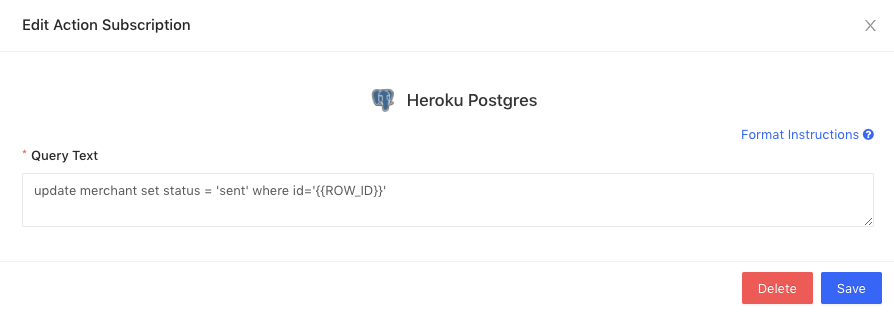 Edit Action Subscription
Heroku Postgres
Format Instructions
* Query Text
update merchant set status = 'sent' where id='{{ROW_ID}}'
Delete
Save